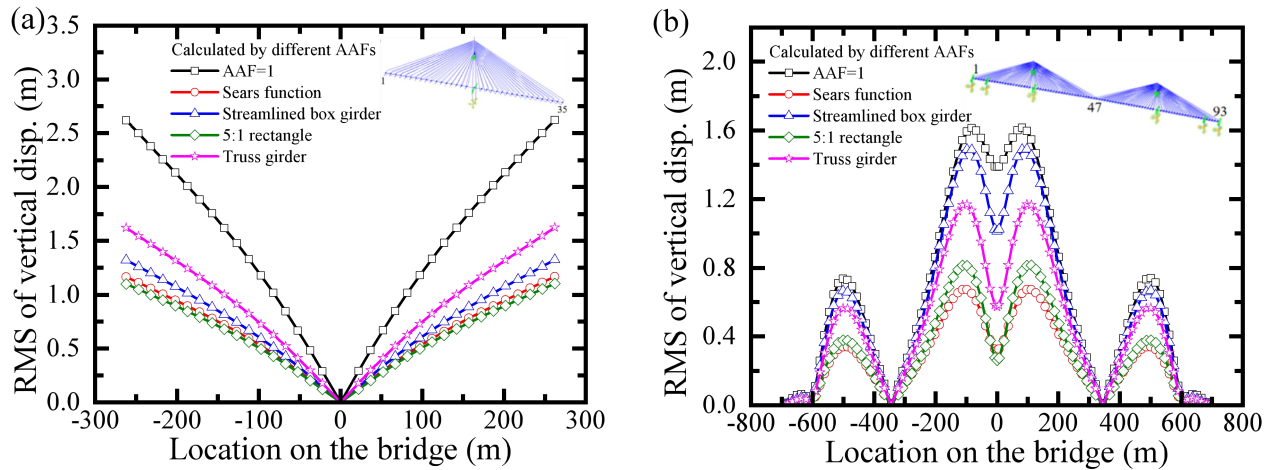 (a)
3.5
3.0
2.5
2.0
1.5
1.0
0.5
0.0
RMS of vertical disp. (m)
Calculated by different AAFs
AAF=1
Sears function
Streamlined box girder
5:1 rectangle
Truss girder
1
35
-300 -200 -100 0 100 200 300
Location on the bridge (m)
(b)
2.0
1.6
1.2
0.8
0.4
0.0
RMS of vertical disp. (m)
Calculated by different AAFs
AAF=1
Sears function
Streamlined box girder
5:1 rectangle
Truss girder
1
47
93
-800 -600 -400 -200 0 200 400 600 800
Location on the bridge (m)